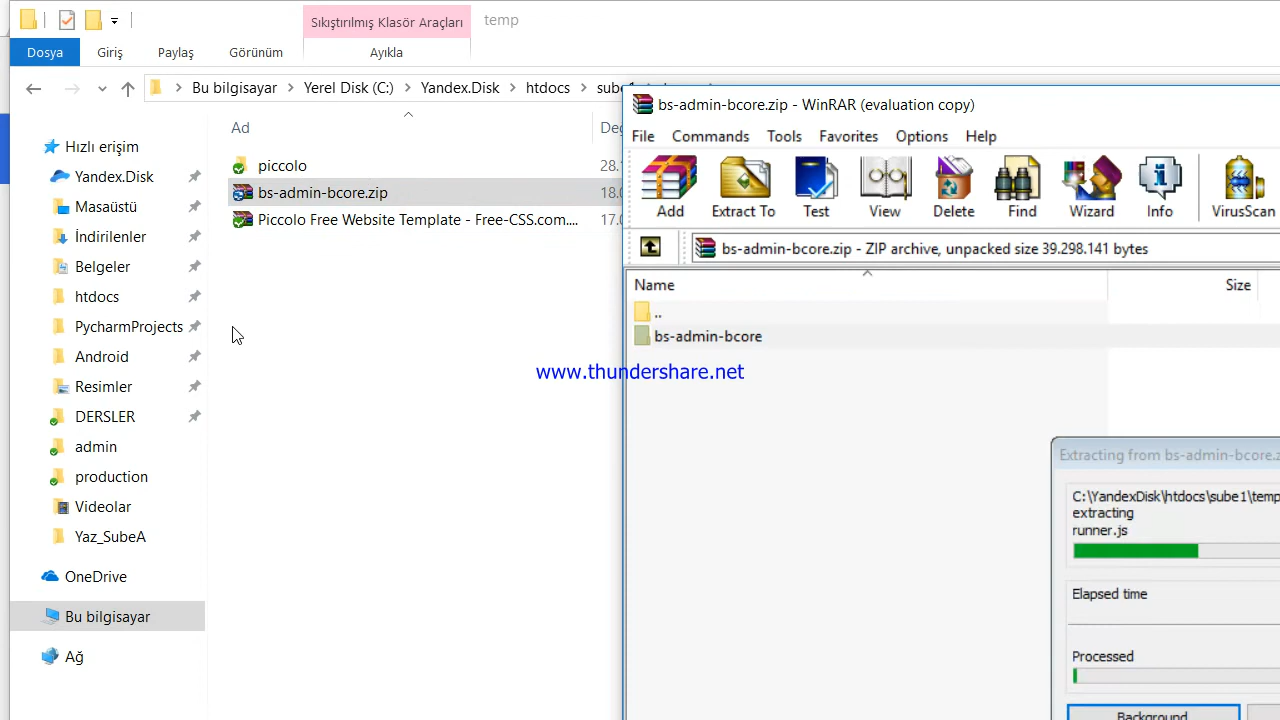 Sıkıştırılmış Klasör Araçları
temp
Dosya
Giriş
Paylaş
Görünüm
Ayıkla
Bu bilgisayar
Yerel Disk (C:)
Yandex.Disk
htdocs
Ad
piccolo
28.
bs-admin-bcore.zip
18.
Piccolo Free Website Template - Free-CSS.com....
17.0
Hızlı erişim
Yandex.Disk
Masaüstü
İndirilenler
Belgeler
htdocs
PycharmProjects
Android
Resimler
DERSLER
admin
production
Videolar
Yaz_SubeA
OneDrive
Bu bilgisayar
Ağ
bs-admin-bcore.zip - WinRAR (evaluation copy)
File Commands Tools Favorites Options Help
Add Extract To Test View Delete Find Wizard Info VirusScan
bs-admin-bcore.zip - ZIP archive, unpacked size 39.298.141 bytes
Name Size
..
bs-admin-bcore
www.thundershare.net
Extracting from bs-admin-bcore.z
C:\YandexDisk\htdocs\sube1\temp
extracting
runner.js
Elapsed time
Processed
Background